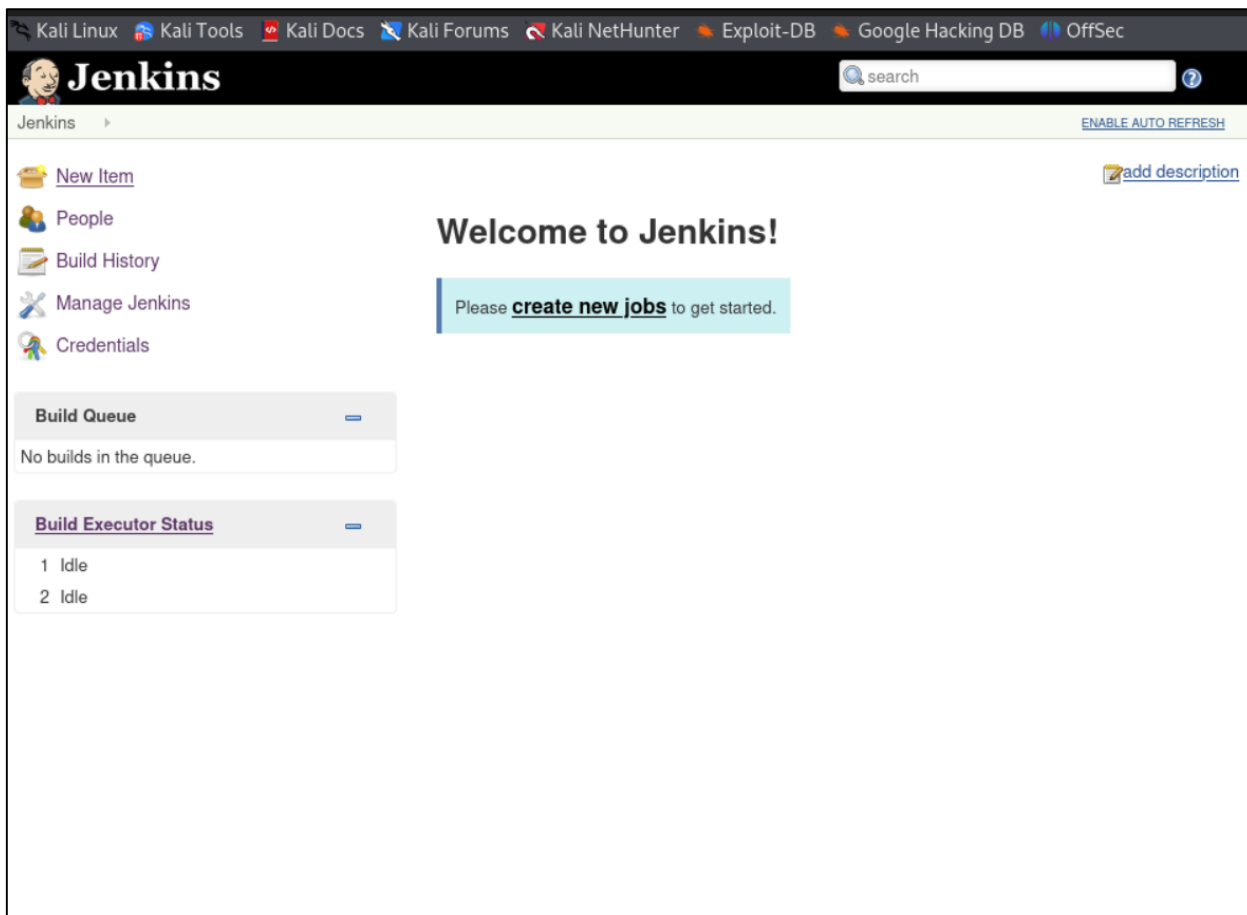 Kali Linux Kali Tools Kali Docs Kali Forums Kali NetHunter Exploit-DB Google Hacking DB OffSec
Jenkins search
Jenkins ENABLE AUTO REFRESH
New Item add description
People
Build History
Manage Jenkins
Credentials
Welcome to Jenkins!
Please create new jobs to get started.
Build Queue
No builds in the queue.
Build Executor Status
1 Idle
2 Idle